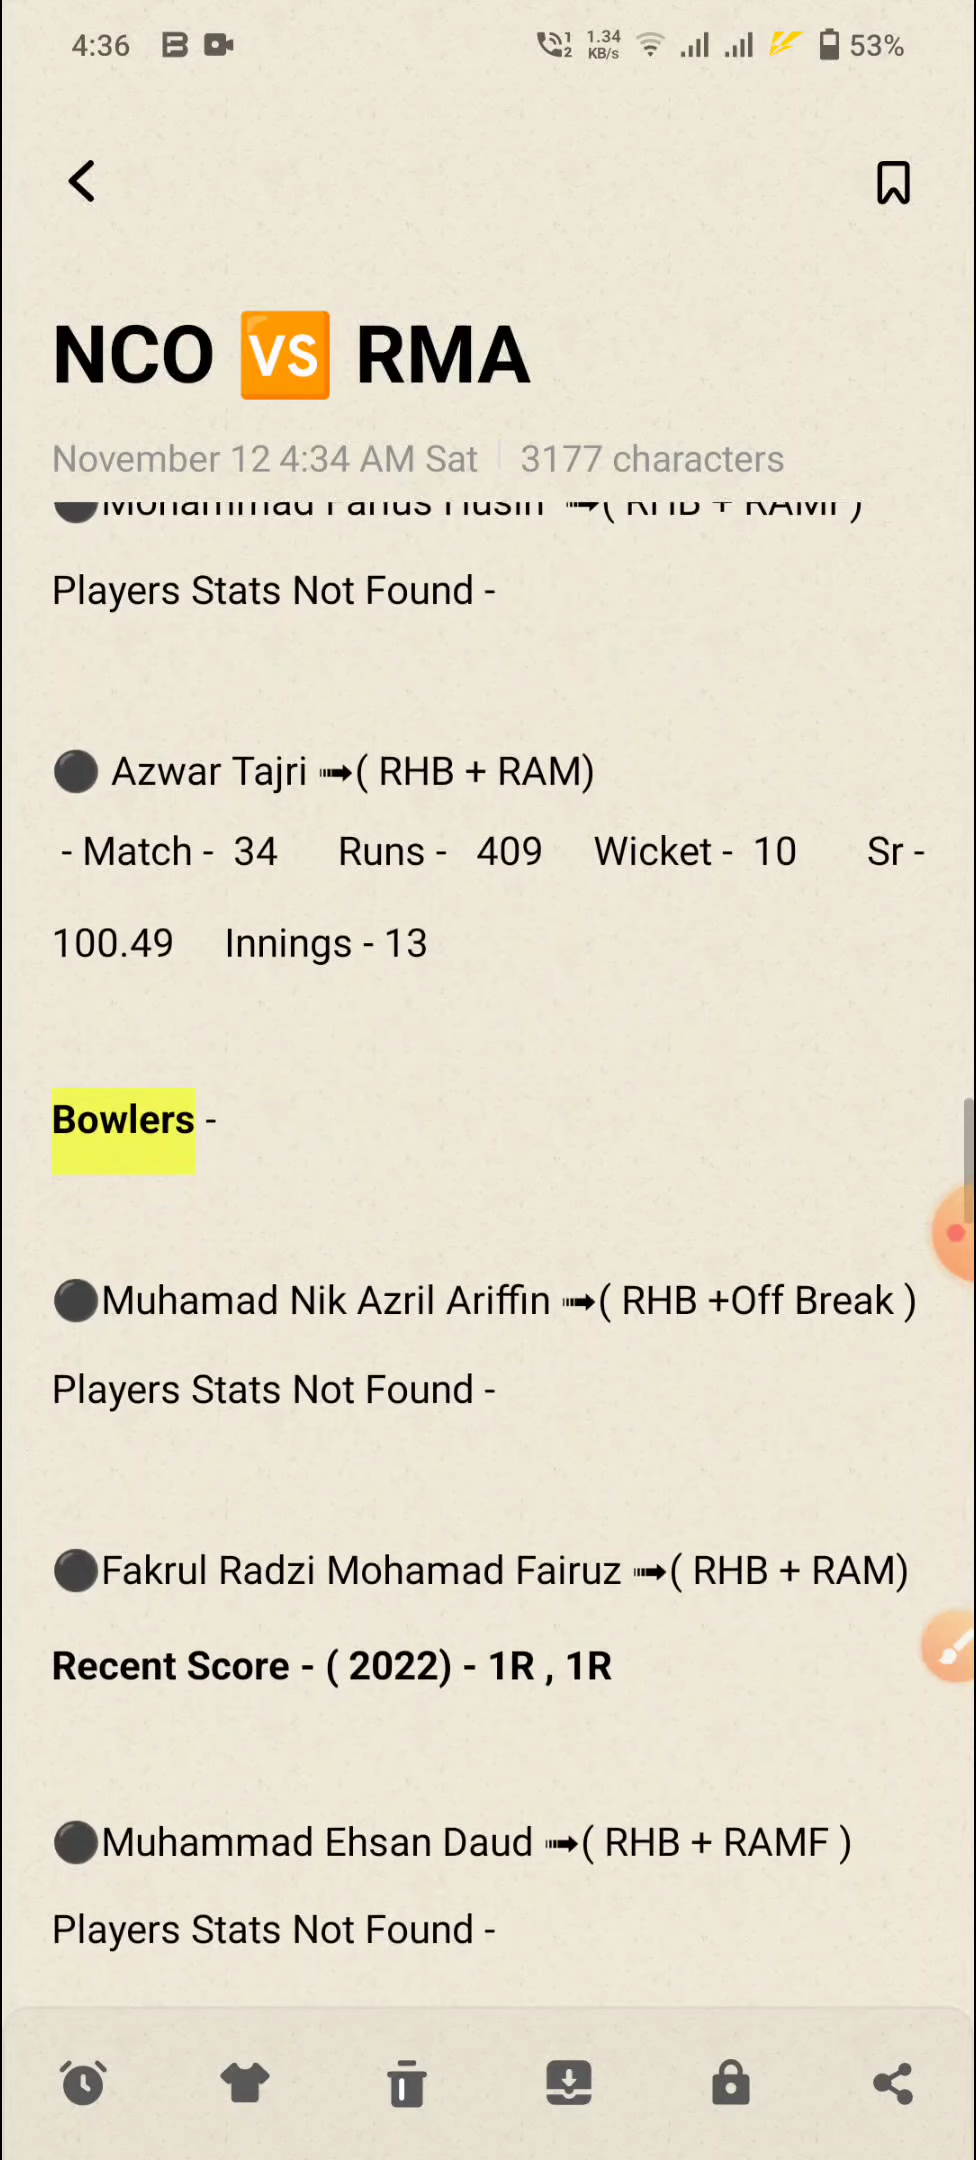 4:36 1.34 KB/s 53%
NCO VS RMA
November 12 4:34 AM Sat | 3177 characters
Players Stats Not Found -
Azwar Tajri ➟( RHB + RAM)
- Match - 34 Runs - 409 Wicket - 10 Sr -
100.49 Innings - 13
Bowlers -
Muhamad Nik Azril Ariffin ➟( RHB +Off Break )
Players Stats Not Found -
Fakrul Radzi Mohamad Fairuz ➟( RHB + RAM)
Recent Score - ( 2022) - 1R , 1R
Muhammad Ehsan Daud ➟( RHB + RAMF )
Players Stats Not Found -